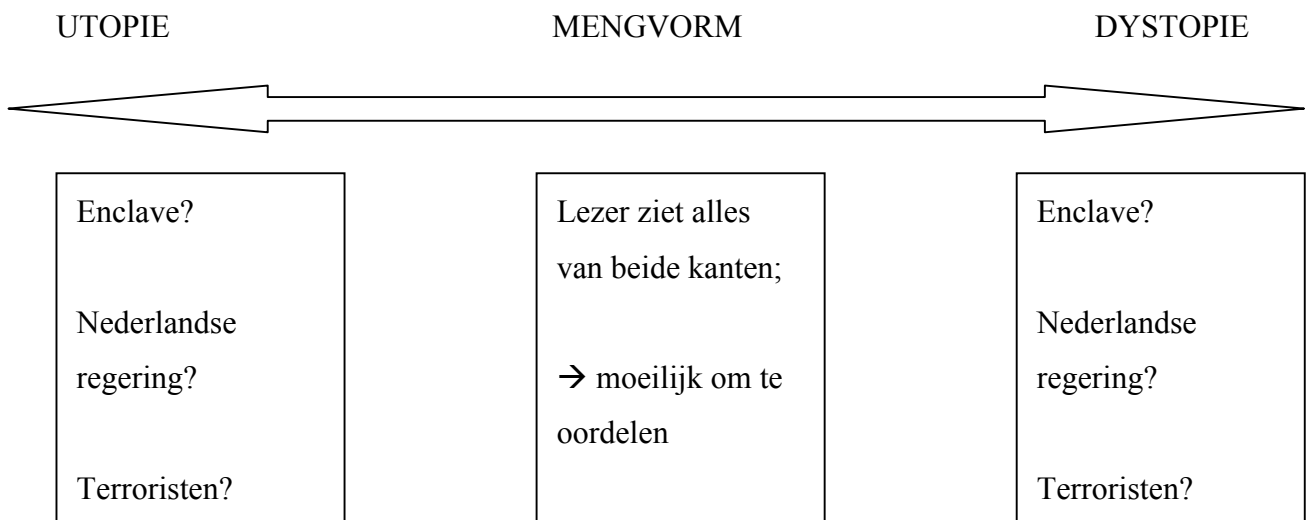 UTOPIE
MENGVORM
DYSTOPIE
Enclave?
Nederlandse
regering?
Terroristen?
Lezer ziet alles
van beide kanten;
→ moeilijk om te
oordelen
Enclave?
Nederlandse
regering?
Terroristen?